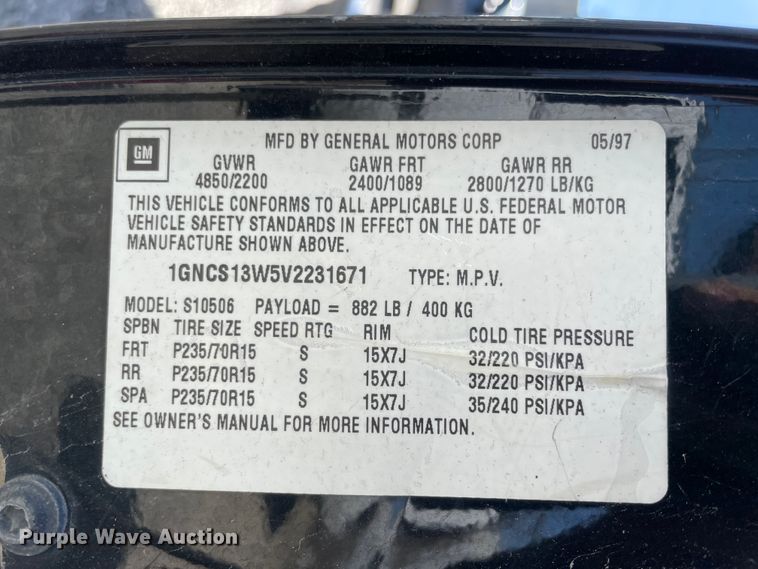 GM
MFD BY GENERAL MOTORS CORP 05/97
GVWR GAWR FRT GAWR RR
4850/2200 2400/1089 2800/1270 LB/KG
THIS VEHICLE CONFORMS TO ALL APPLICABLE U.S. FEDERAL MOTOR
VEHICLE SAFETY STANDARDS IN EFFECT ON THE DATE OF
MANUFACTURE SHOWN ABOVE.
1GNCS13W5V2231671 TYPE: M.P.V.
MODEL: S10506 PAYLOAD = 882 LB / 400 KG
SPBN TIRE SIZE SPEED RTG RIM COLD TIRE PRESSURE
FRT P235/70R15 S 15X7J 32/220 PSI/KPA
RR P235/70R15 S 15X7J 32/220 PSI/KPA
SPA P235/70R15 S 15X7J 35/240 PSI/KPA
SEE OWNER'S MANUAL FOR MORE INFORMATION.
Purple Wave Auction®